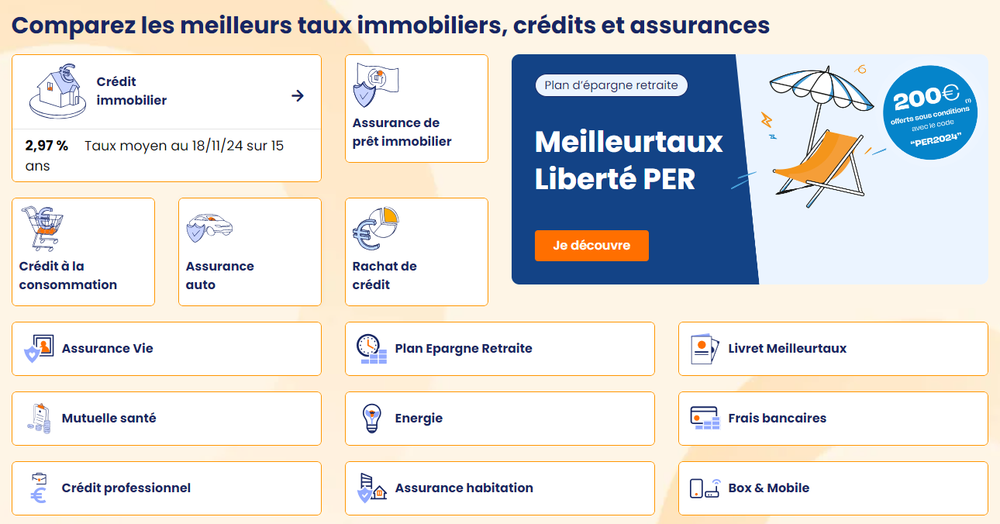 Comparez les meilleurs taux immobiliers, crédits et assurances
Crédit
immobilier
2,97 % Taux moyen au 18/11/24 sur 15
ans
Assurance de
prêt immobilier
Plan d’épargne retraite
Meilleurtaux
Liberté PER
Je découvre
200€
(1)
offerts sous conditions
avec le code
“PER2024”
Crédit à la
consommation
Assurance
auto
Rachat de
crédit
Assurance Vie
Plan Epargne Retraite
Livret Meilleurtaux
Mutuelle santé
Energie
Frais bancaires
Crédit professionnel
Assurance habitation
Box & Mobile